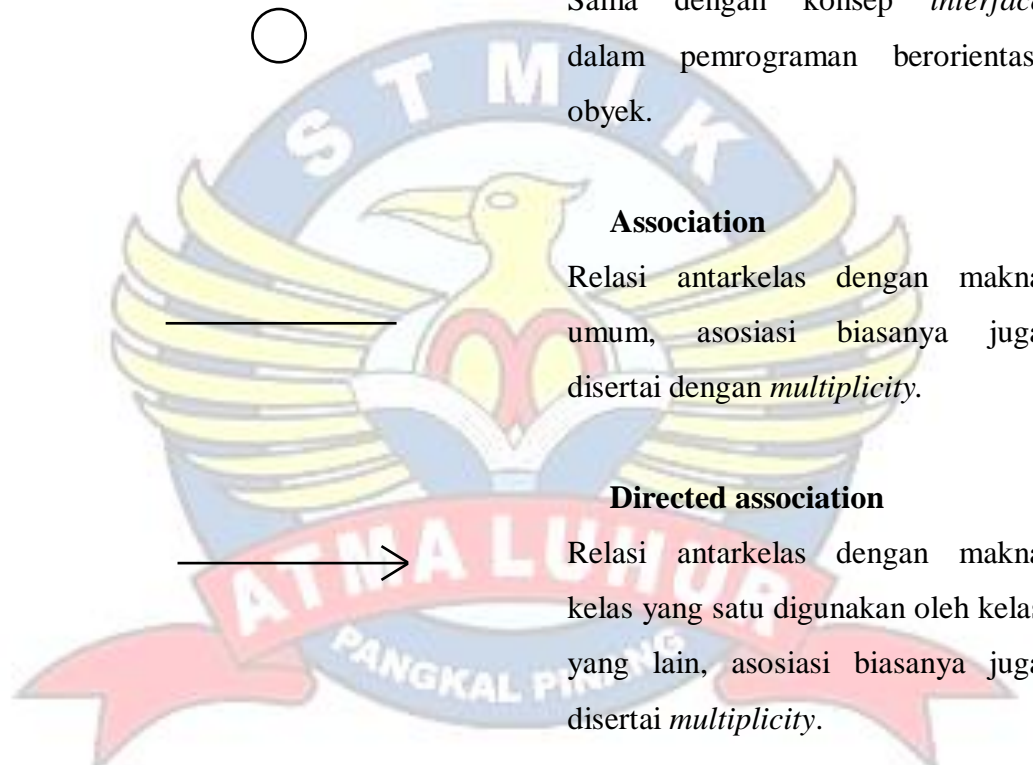 Sama dengan konsep interface
dalam pemrograman berorientas
obyek.
Association
Relasi antarkelas dengan makna
umum, asosiasi biasanya juga
disertai dengan multiplicity.
Directed association
Relasi antarkelas dengan makna
kelas yang satu digunakan oleh kelas
yang lain, asosiasi biasanya juga
disertai multiplicity.
STMIK
ATMA LUHUR
PANGKAL PINANG